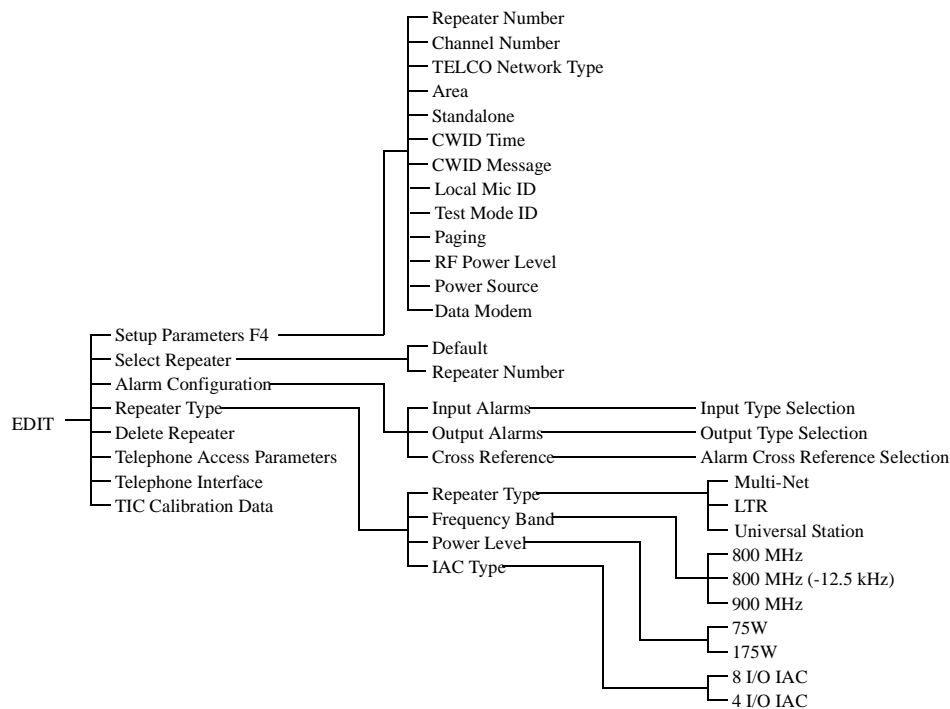 Repeater Number
Channel Number
TELCO Network Type
Area
Standalone
CWID Time
CWID Message
Local Mic ID
Test Mode ID
Paging
RF Power Level
Power Source
Data Modem
EDIT
Setup Parameters F4
Select Repeater
Alarm Configuration
Repeater Type
Delete Repeater
Telephone Access Parameters
Telephone Interface
TIC Calibration Data
Default
Repeater Number
Input Alarms
Output Alarms
Cross Reference
Input Type Selection
Output Type Selection
Alarm Cross Reference Selection
Repeater Type
Frequency Band
Power Level
IAC Type
Multi-Net
LTR
Universal Station
800 MHz
800 MHz (-12.5 kHz)
900 MHz
75W
175W
8 I/O IAC
4 I/O IAC